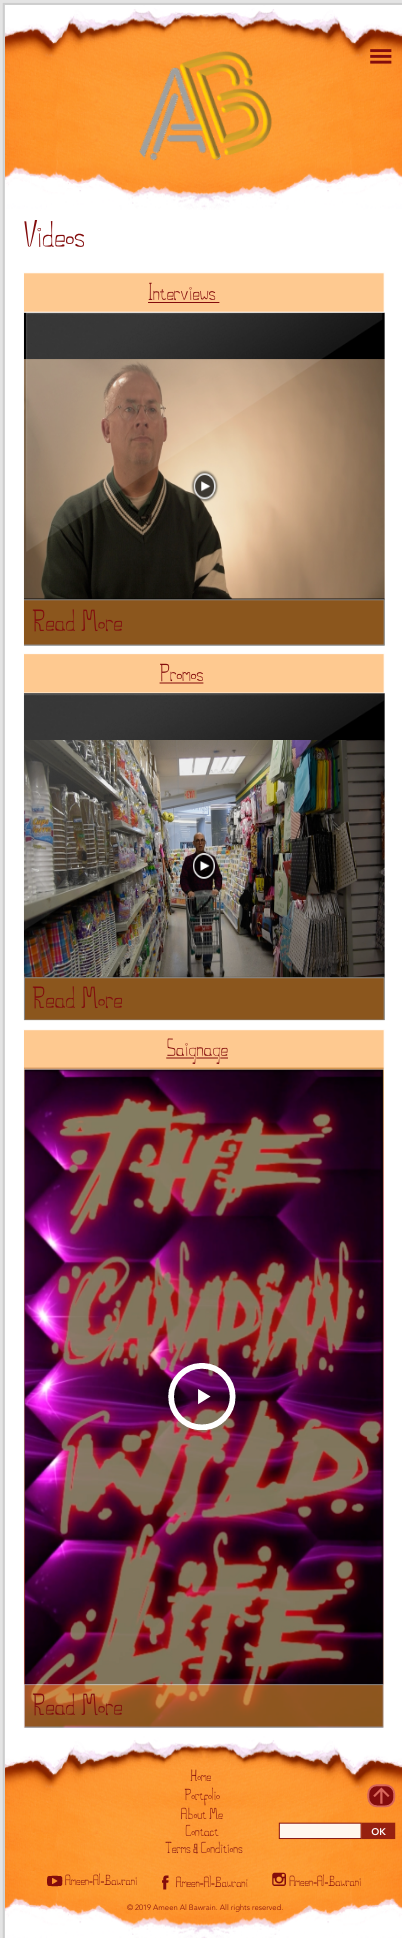 AB
Videos
Interviews
Read More
Promos
Read More
Saignage
THE
CANADIAN
WILD
LIFE
Read More
Home
Portfolio
About Me
Contact
OK
Terms & Conditions
Ameen-Al-Bawrani
Ameen-Al-Bawrani
Ameen-Al-Bawrani
© 2019 Ameen Al Bawrain. All rights reserved.